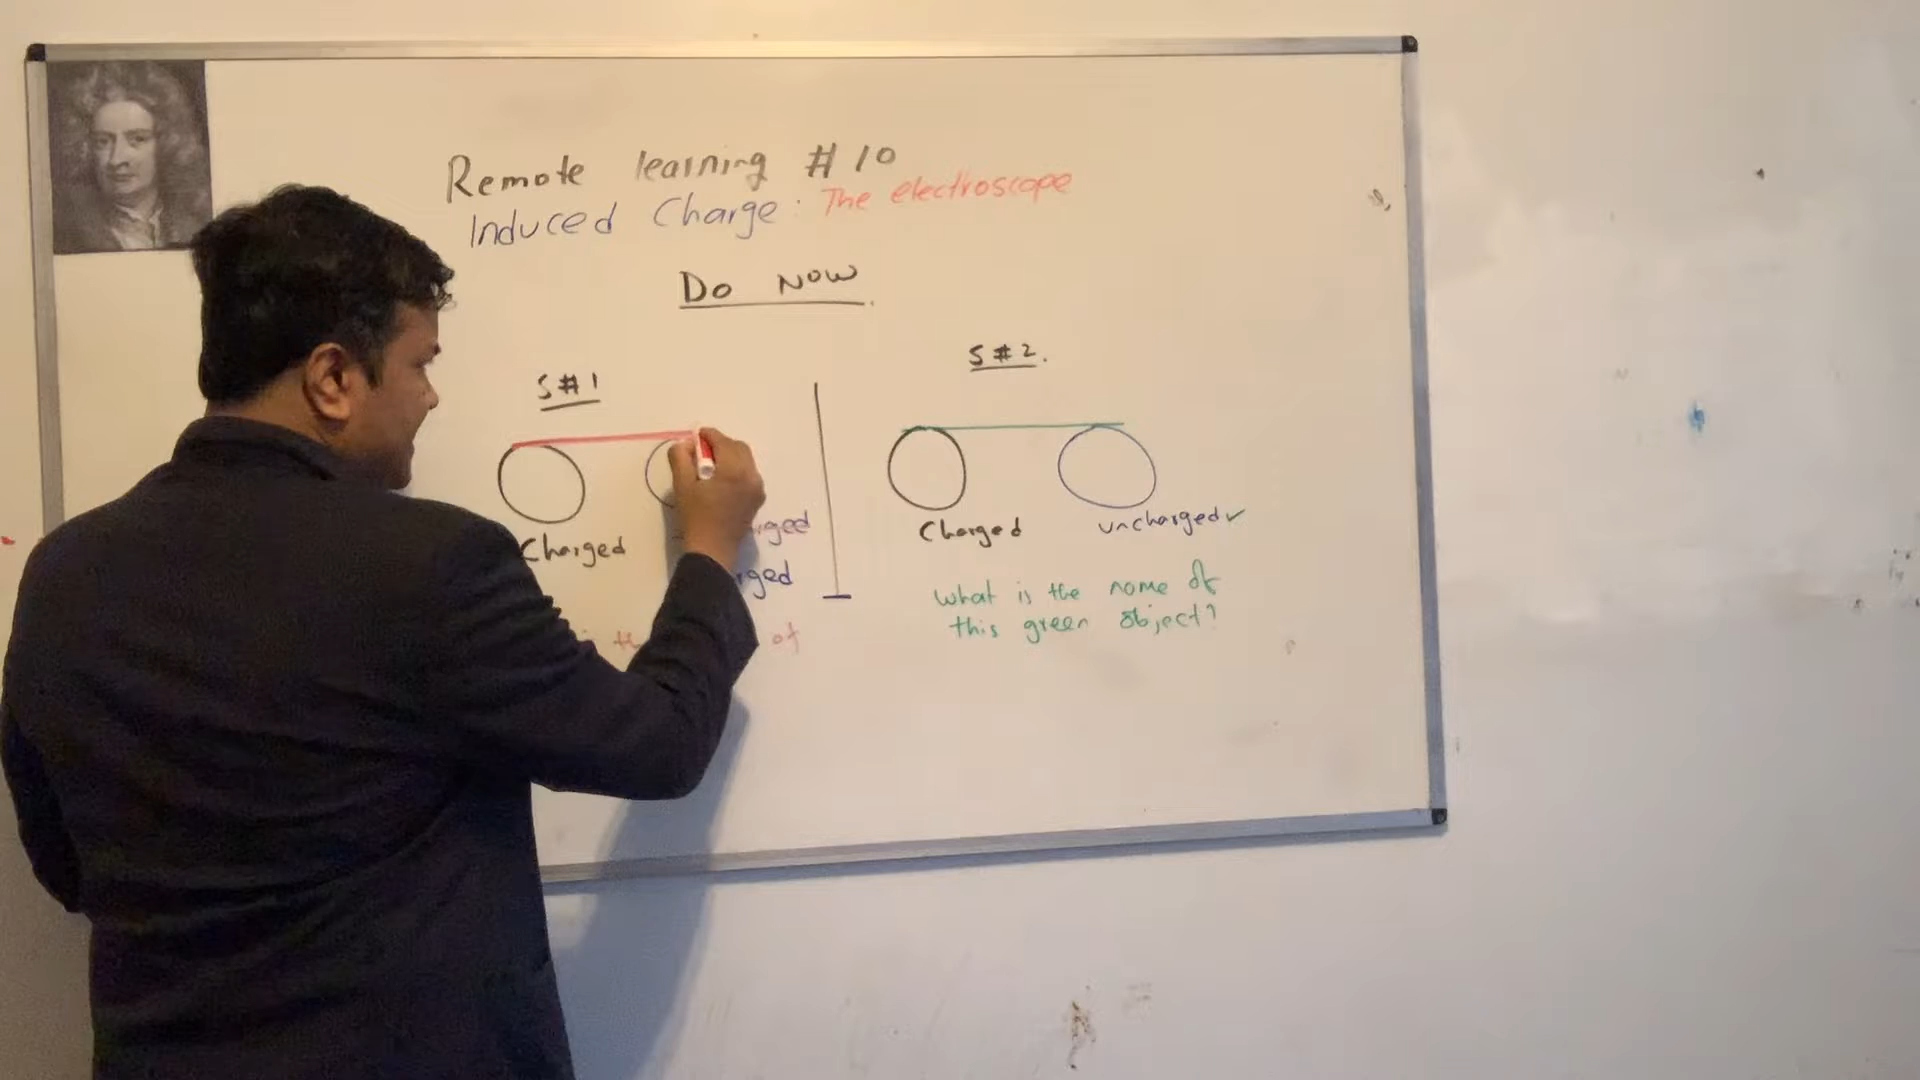 Remote learning #10
Induced Charge: The electroscope
Do Now
S#1
Charged
S#2.
Charged
uncharged✓
What is the name of
this green object?
of